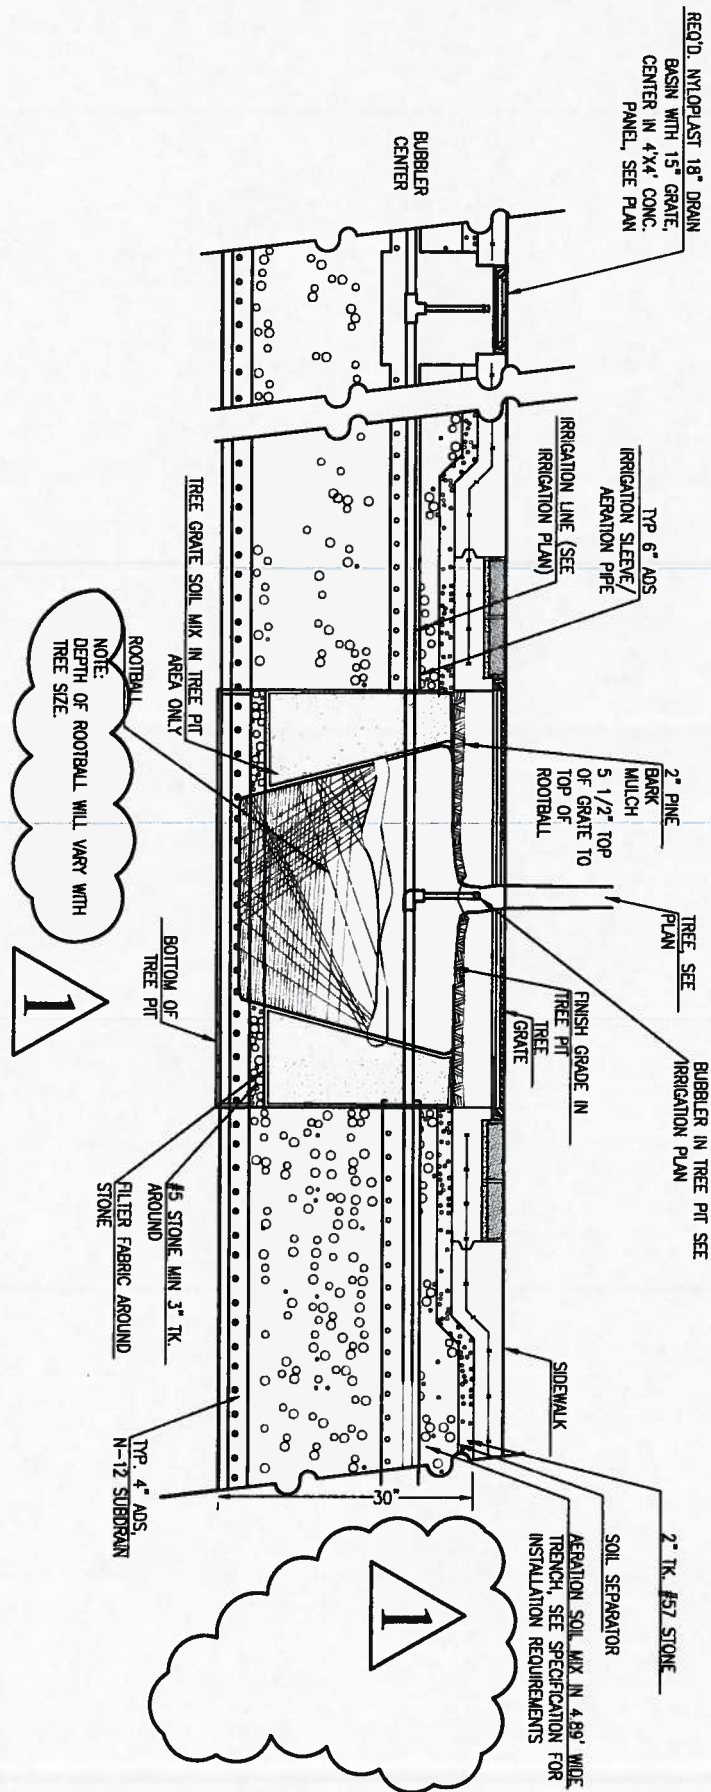 REQ'D. NYLOPLAST 18" DRAIN
BASIN WITH 15" GRATE,
CENTER IN 4'X4' CONC.
PANEL, SEE PLAN
BUBBLER
CENTER
TYP 6" ADS
IRRIGATION SLEEVE/
AERATION PIPE
IRRIGATION LINE (SEE
IRRIGATION PLAN)
2" PINE
BARK
MULCH
5 1/2" TOP
OF GRATE TO
TOP OF
ROOTBALL
TREE, SEE
PLAN
BUBBLER IN TREE PIT SEE
IRRIGATION PLAN
FINISH GRADE IN
TREE PIT
TREE
GRATE
SIDEWALK
2" TK. #57 STONE
SOIL SEPARATOR
AERATION SOIL MIX IN 4.89' WIDE
TRENCH, SEE SPECIFICATION FOR
INSTALLATION REQUIREMENTS
30"
1
TREE GRATE SOIL MIX IN TREE PIT
AREA ONLY
ROOTBALL
NOTE:
DEPTH OF ROOTBALL WILL VARY WITH
TREE SIZE.
1
BOTTOM OF
TREE PIT
#5 STONE MIN 3" TK.
AROUND
FILTER FABRIC AROUND
STONE
TYP. 4" ADS,
N-12 SUBDRAIN